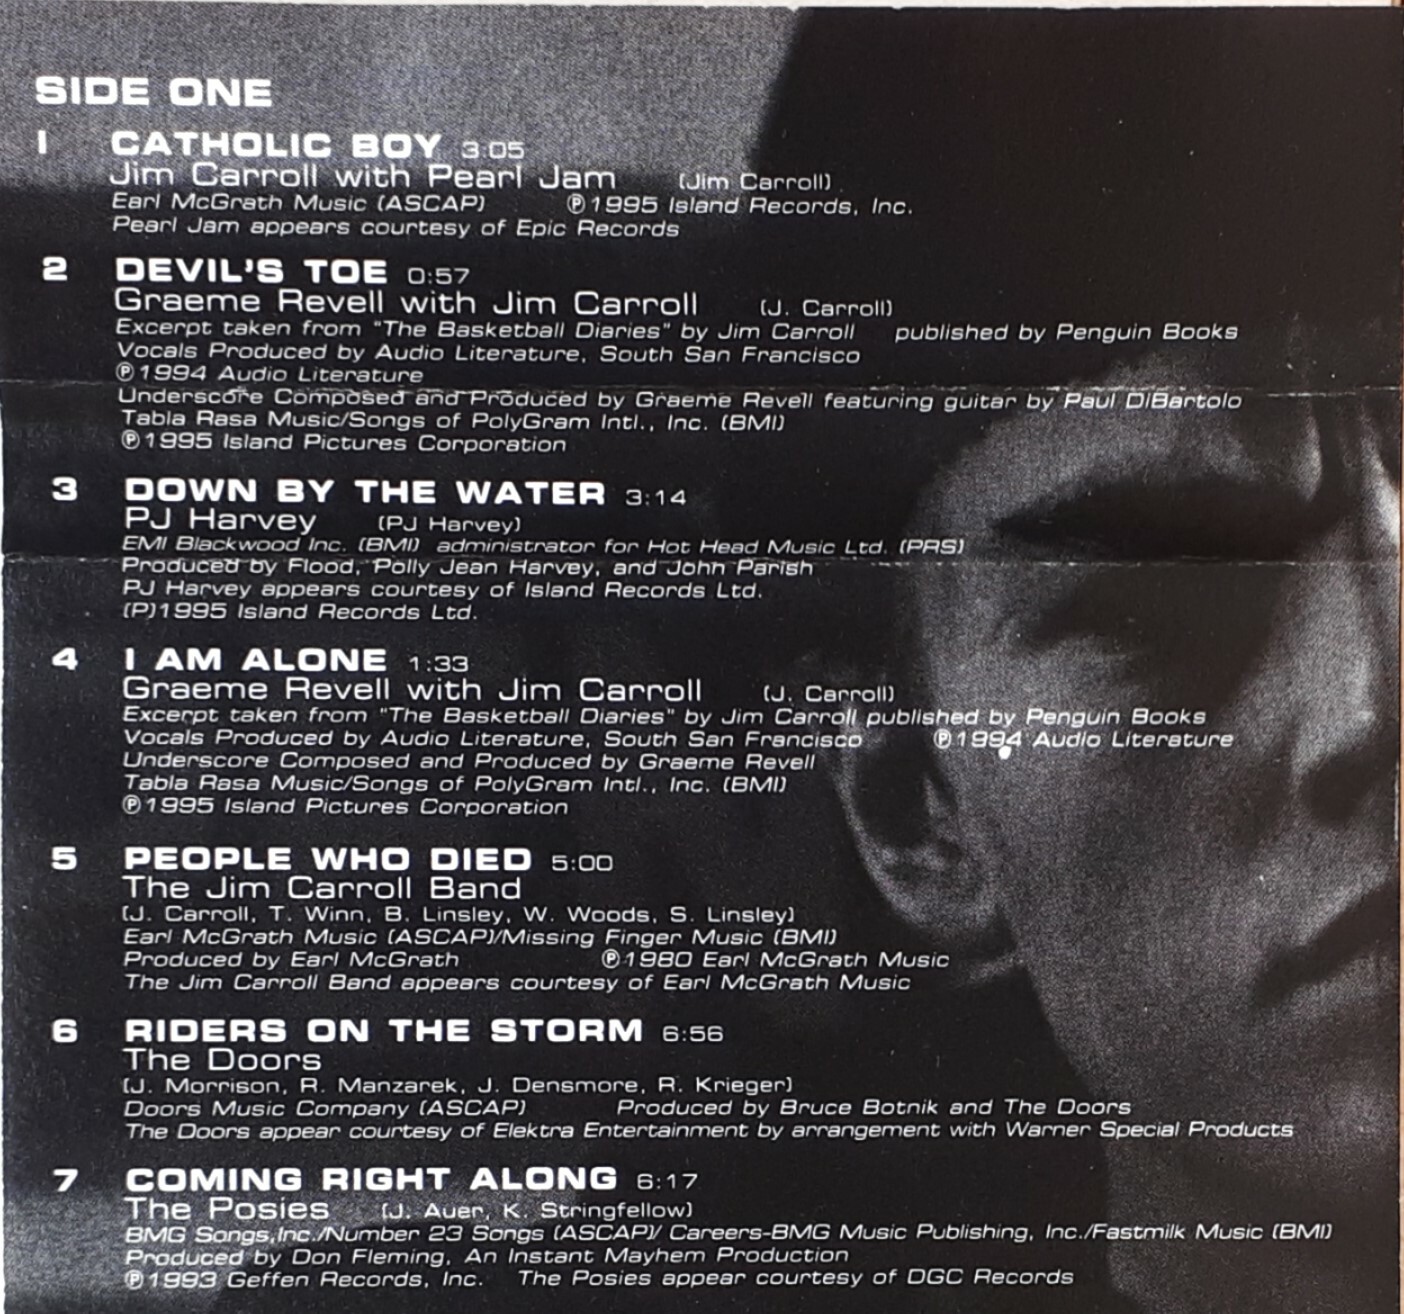 SIDE ONE
1 CATHOLIC BOY 3:05
Jim Carroll with Pearl Jam (Jim Carroll)
Earl McGrath Music (ASCAP) ℗1995 Island Records, Inc.
Pearl Jam appears courtesy of Epic Records
2 DEVIL'S TOE 0:57
Graeme Revell with Jim Carroll (J. Carroll)
Excerpt taken from "The Basketball Diaries" by Jim Carroll published by Penguin Books
Vocals Produced by Audio Literature, South San Francisco
℗1994 Audio Literature
Underscore Composed and Produced by Graeme Revell featuring guitar by Paul DiBartolo
Tabla Rasa Music/Songs of PolyGram Intl., Inc. (BMI)
℗1995 Island Pictures Corporation
3 DOWN BY THE WATER 3:14
PJ Harvey (PJ Harvey)
EMI Blackwood Inc. (BMI) administrator for Hot Head Music Ltd. (PRS)
Produced by Flood, Polly Jean Harvey, and John Parish
PJ Harvey appears courtesy of Island Records Ltd.
(P)1995 Island Records Ltd.
4 I AM ALONE 1:33
Graeme Revell with Jim Carroll (J. Carroll)
Excerpt taken from "The Basketball Diaries" by Jim Carroll published by Penguin Books
Vocals Produced by Audio Literature, South San Francisco ℗1994 Audio Literature
Underscore Composed and Produced by Graeme Revell
Tabla Rasa Music/Songs of PolyGram Intl., Inc. (BMI)
℗1995 Island Pictures Corporation
5 PEOPLE WHO DIED 5:00
The Jim Carroll Band
(J. Carroll, T. Winn, B. Linsley, W. Woods, S. Linsley)
Earl McGrath Music (ASCAP)/Missing Finger Music (BMI)
Produced by Earl McGrath ℗1980 Earl McGrath Music
The Jim Carroll Band appears courtesy of Earl McGrath Music
6 RIDERS ON THE STORM 6:56
The Doors
(J. Morrison, R. Manzarek, J. Densmore, R. Krieger)
Doors Music Company (ASCAP) Produced by Bruce Botnik and The Doors
The Doors appear courtesy of Elektra Entertainment by arrangement with Warner Special Products
7 COMING RIGHT ALONG 6:17
The Posies (J. Auer, K. Stringfellow)
BMG Songs,Inc./Number 23 Songs (ASCAP)/ Careers-BMG Music Publishing, Inc./Fastmilk Music (BMI)
Produced by Don Fleming, An Instant Mayhem Production
℗1993 Geffen Records, Inc. The Posies appear courtesy of DGC Records